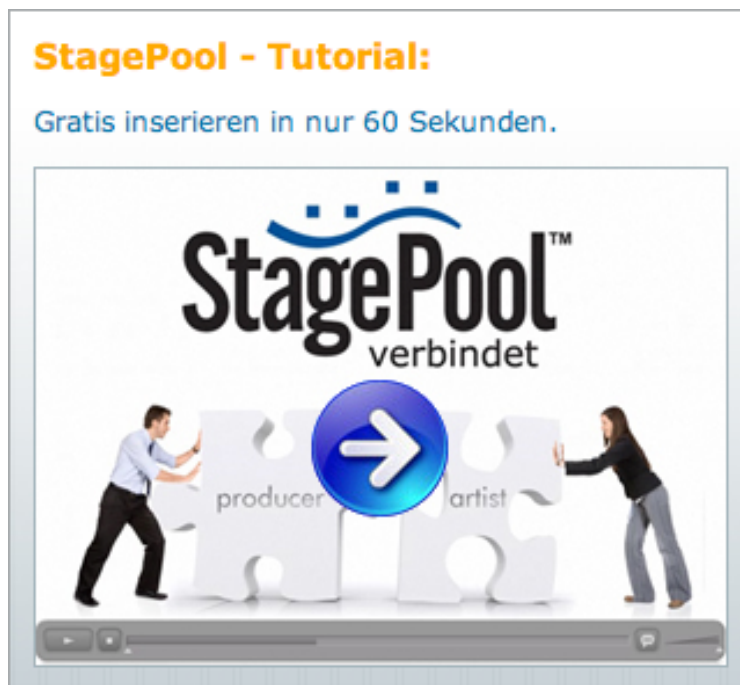 StagePool - Tutorial:
Gratis inserieren in nur 60 Sekunden.
StagePool™
verbindet
producer
artist